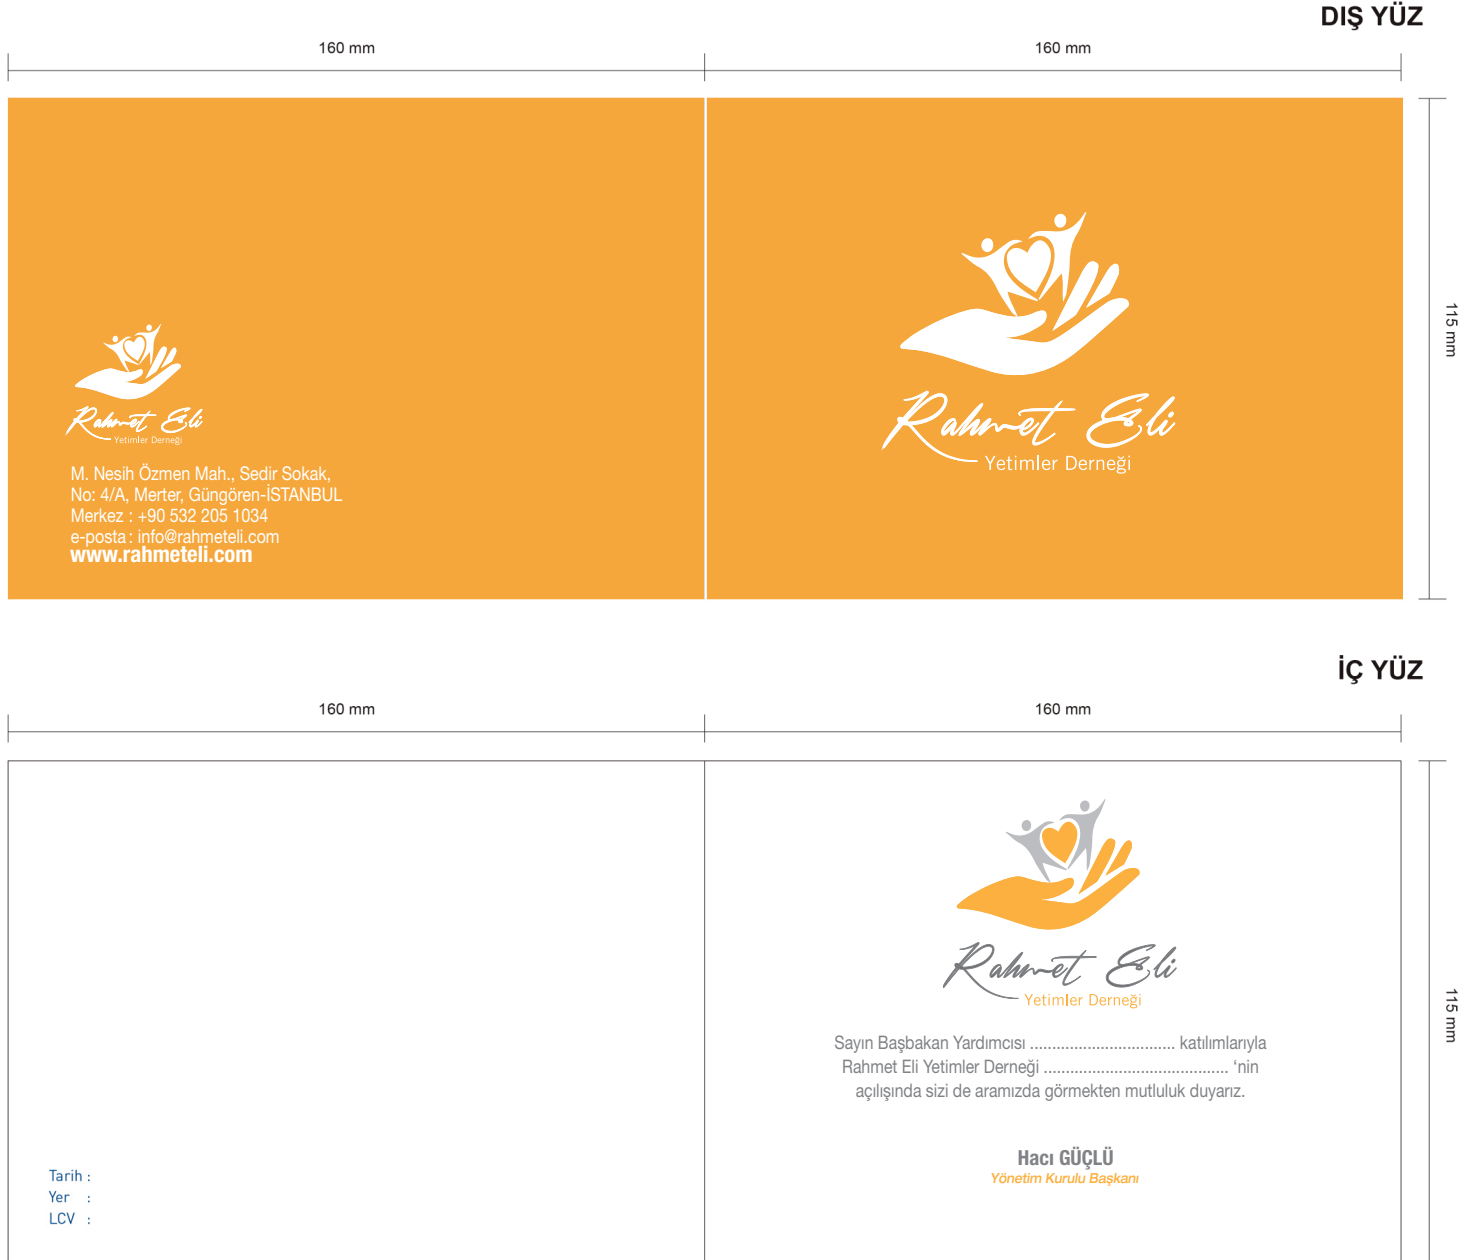 DIŞ YÜZ
160 mm
160 mm
115 mm
Rahmet Eli
Yetimler Derneği
M. Nesih Özmen Mah., Sedir Sokak,
No: 4/A, Merter, Güngören-İSTANBUL
Merkez : +90 532 205 1034
e-posta : info@rahmeteli.com
www.rahmeteli.com
Rahmet Eli
Yetimler Derneği
İÇ YÜZ
160 mm
160 mm
115 mm
Tarih :
Yer :
LCV :
Rahmet Eli
Yetimler Derneği
Sayın Başbakan Yardımcısı ................................. katılımlarıyla
Rahmet Eli Yetimler Derneği .......................................... ‘nin
açılışında sizi de aramızda görmekten mutluluk duyarız.
Hacı GÜÇLÜ
Yönetim Kurulu Başkanı